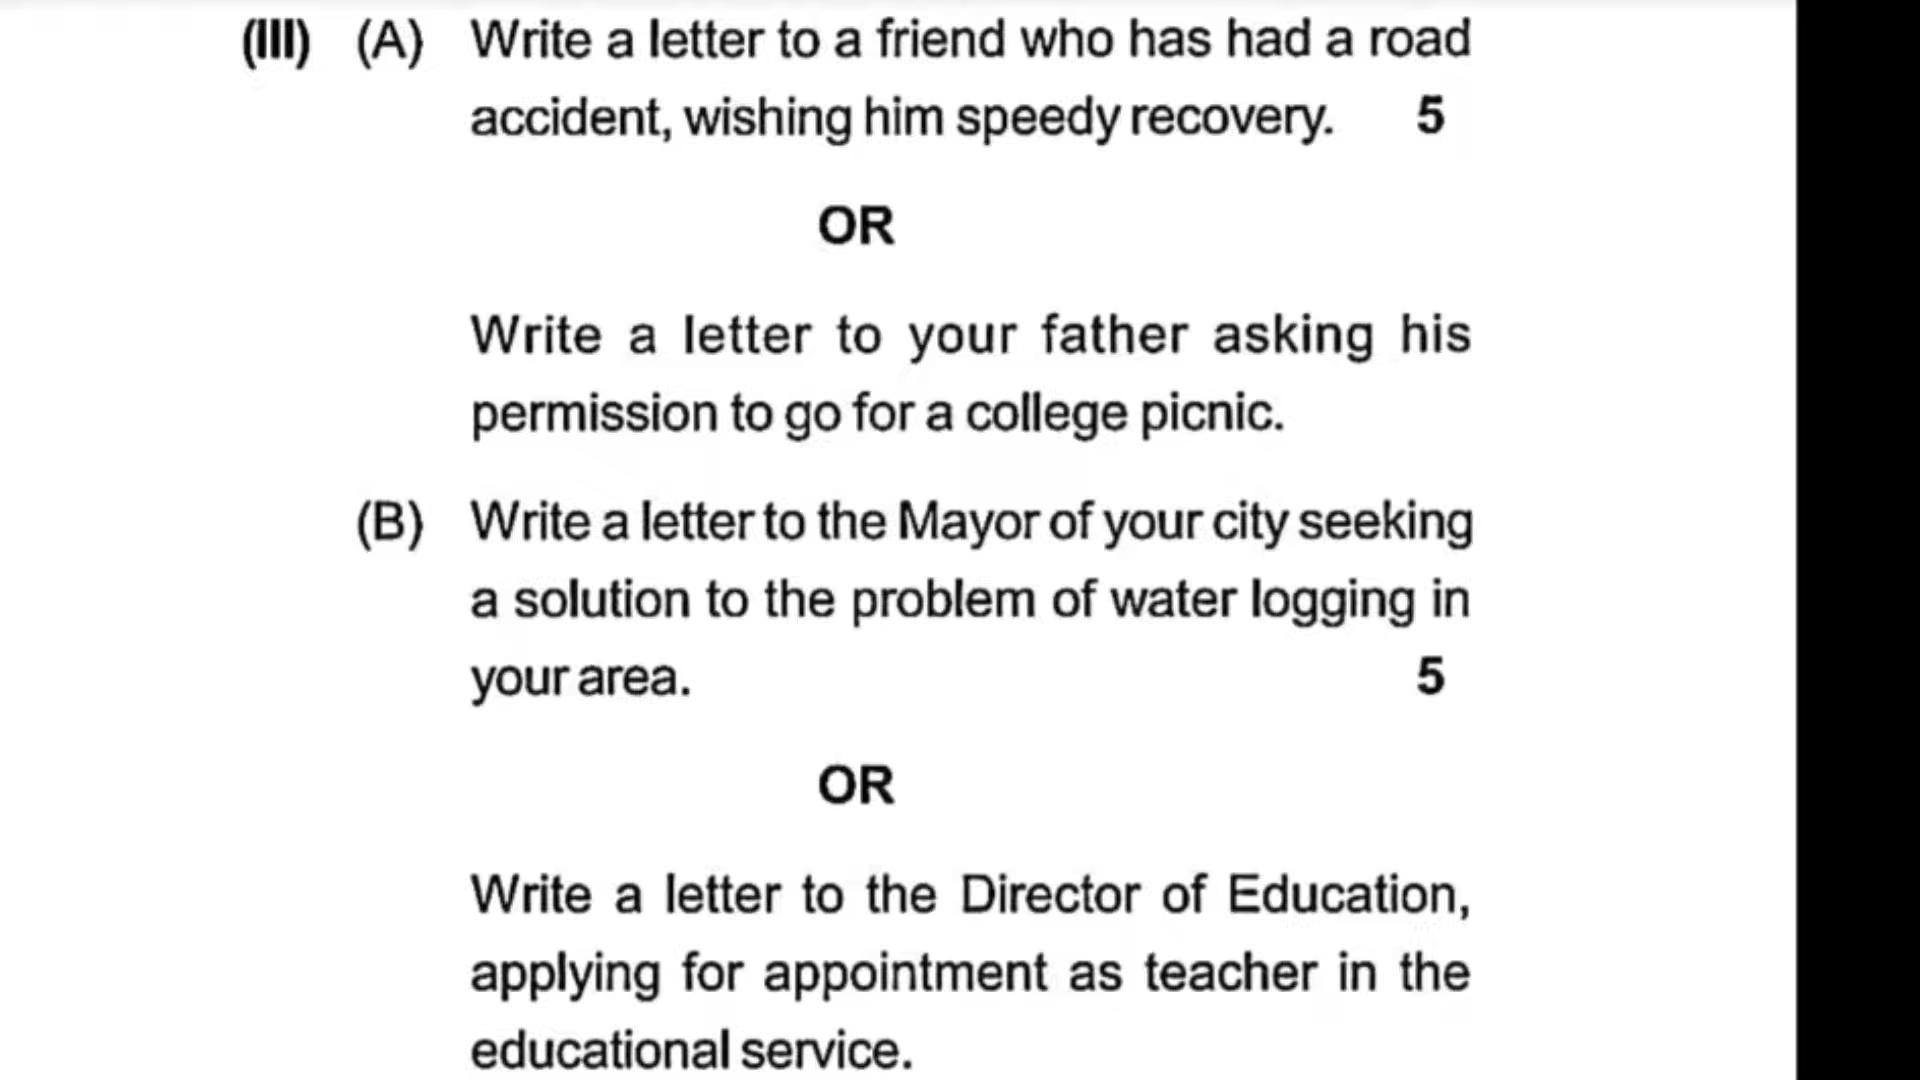 (III) (A) Write a letter to a friend who has had a road
accident, wishing him speedy recovery. 5
OR
Write a letter to your father asking his
permission to go for a college picnic.
(B) Write a letter to the Mayor of your city seeking
a solution to the problem of water logging in
your area. 5
OR
Write a letter to the Director of Education,
applying for appointment as teacher in the
educational service.